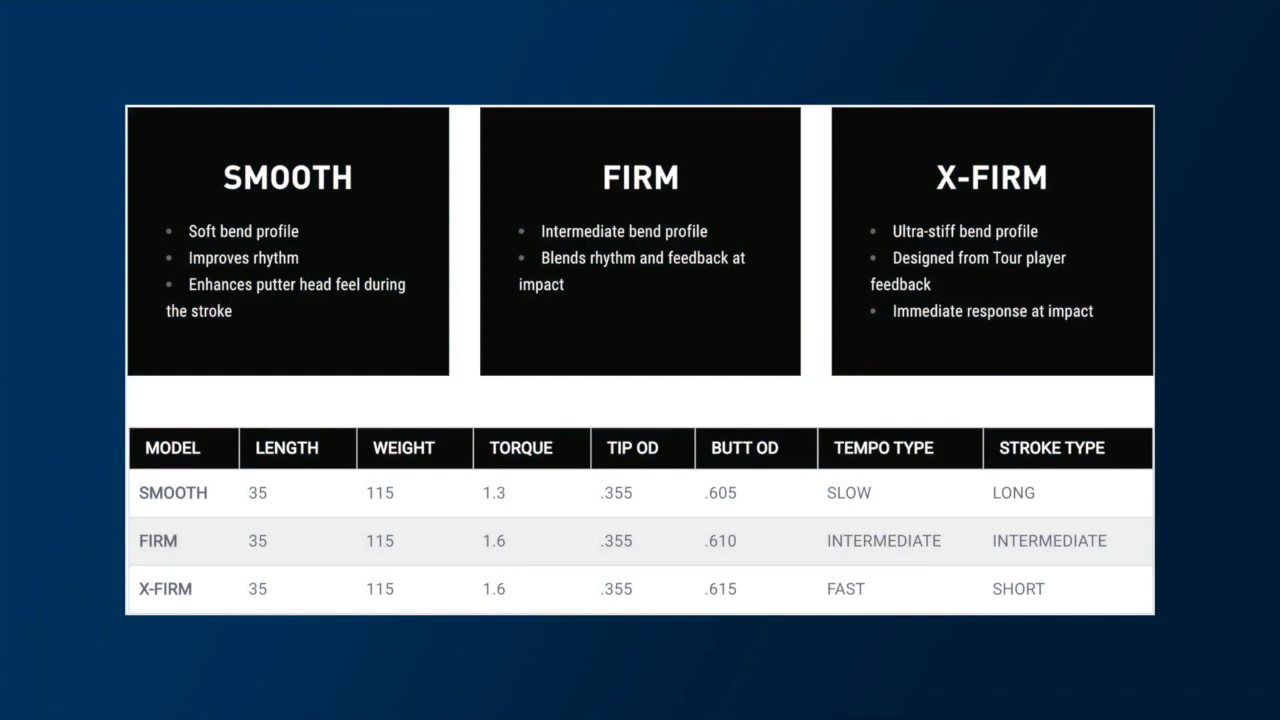 SMOOTH
• Soft bend profile
• Improves rhythm
• Enhances putter head feel during
the stroke
FIRM
• Intermediate bend profile
• Blends rhythm and feedback at
impact
X-FIRM
• Ultra-stiff bend profile
• Designed from Tour player
feedback
• Immediate response at impact
MODEL LENGTH WEIGHT TORQUE TIP OD BUTT OD TEMPO TYPE STROKE TYPE
SMOOTH 35 115 1.3 .355 .605 SLOW LONG
FIRM 35 115 1.6 .355 .610 INTERMEDIATE INTERMEDIATE
X-FIRM 35 115 1.6 .355 .615 FAST SHORT